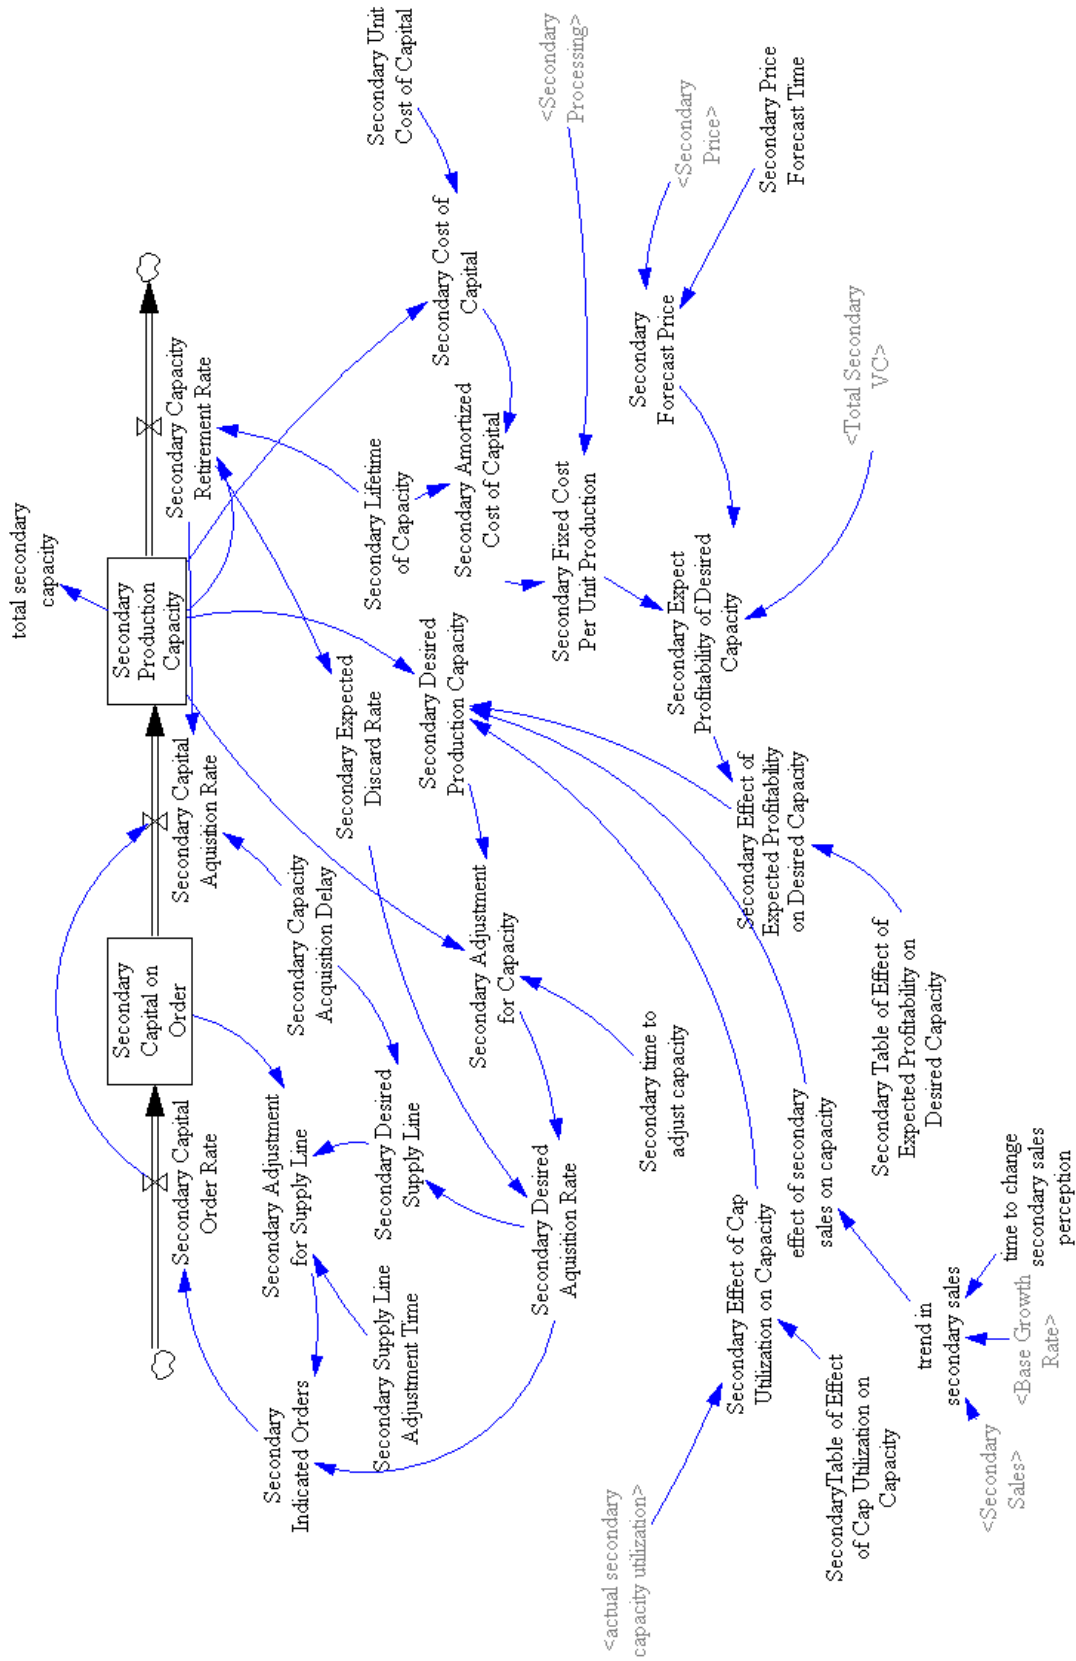 total secondary
capacity
Secondary
Capital on
Order
Secondary
Production
Capacity
Secondary Capital
Order Rate
Secondary Capital
Aquisition Rate
Secondary Capacity
Retirement Rate
Secondary Adjustment
for Supply Line
Secondary Capacity
Acquisition Delay
Secondary
Indicated Orders
Secondary Supply Line
Adjustment Time
Secondary Desired
Supply Line
Secondary Expected
Discard Rate
Secondary Lifetime
of Capacity
Secondary Unit
Cost of Capital
Secondary Cost of
Capital
Secondary Amortized
Cost of Capital
Secondary Desired
Production Capacity
Secondary Adjustment
for Capacity
Secondary Desired
Aquisition Rate
Secondary time to
adjust capacity
Secondary Fixed Cost
Per Unit Production
<Secondary
Processing>
Secondary
Forecast Price
<Secondary
Price>
Secondary Price
Forecast Time
Secondary Expect
Profitability of Desired
Capacity
<Total Secondary
VC>
Secondary Effect of
Expected Profitability
on Desired Capacity
Secondary Table of Effect of
Expected Profitability on
Desired Capacity
<actual secondary
capacity utilization>
Secondary Effect of Cap
Utilization on Capacity
SecondaryTable of Effect
of Cap Utilization on
Capacity
effect of secondary
sales on capacity
trend in
secondary sales
<Secondary
Sales>
<Base Growth
Rate>
time to change
secondary sales
perception